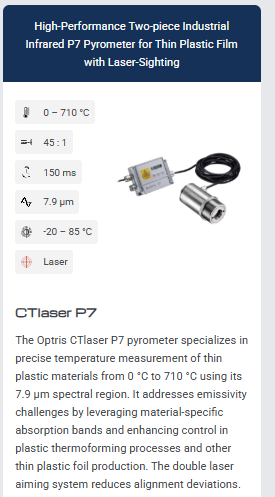 High-Performance Two-piece Industrial
Infrared P7 Pyrometer for Thin Plastic Film
with Laser-Sighting
0 – 710 °C
45 : 1
150 ms
7.9 µm
-20 – 85 °C
Laser
CTlaser P7
The Optris CTlaser P7 pyrometer specializes in
precise temperature measurement of thin
plastic materials from 0 °C to 710 °C using its
7.9 µm spectral region. It addresses emissivity
challenges by leveraging material-specific
absorption bands and enhancing control in
plastic thermoforming processes and other
thin plastic foil production. The double laser
aiming system reduces alignment deviations.